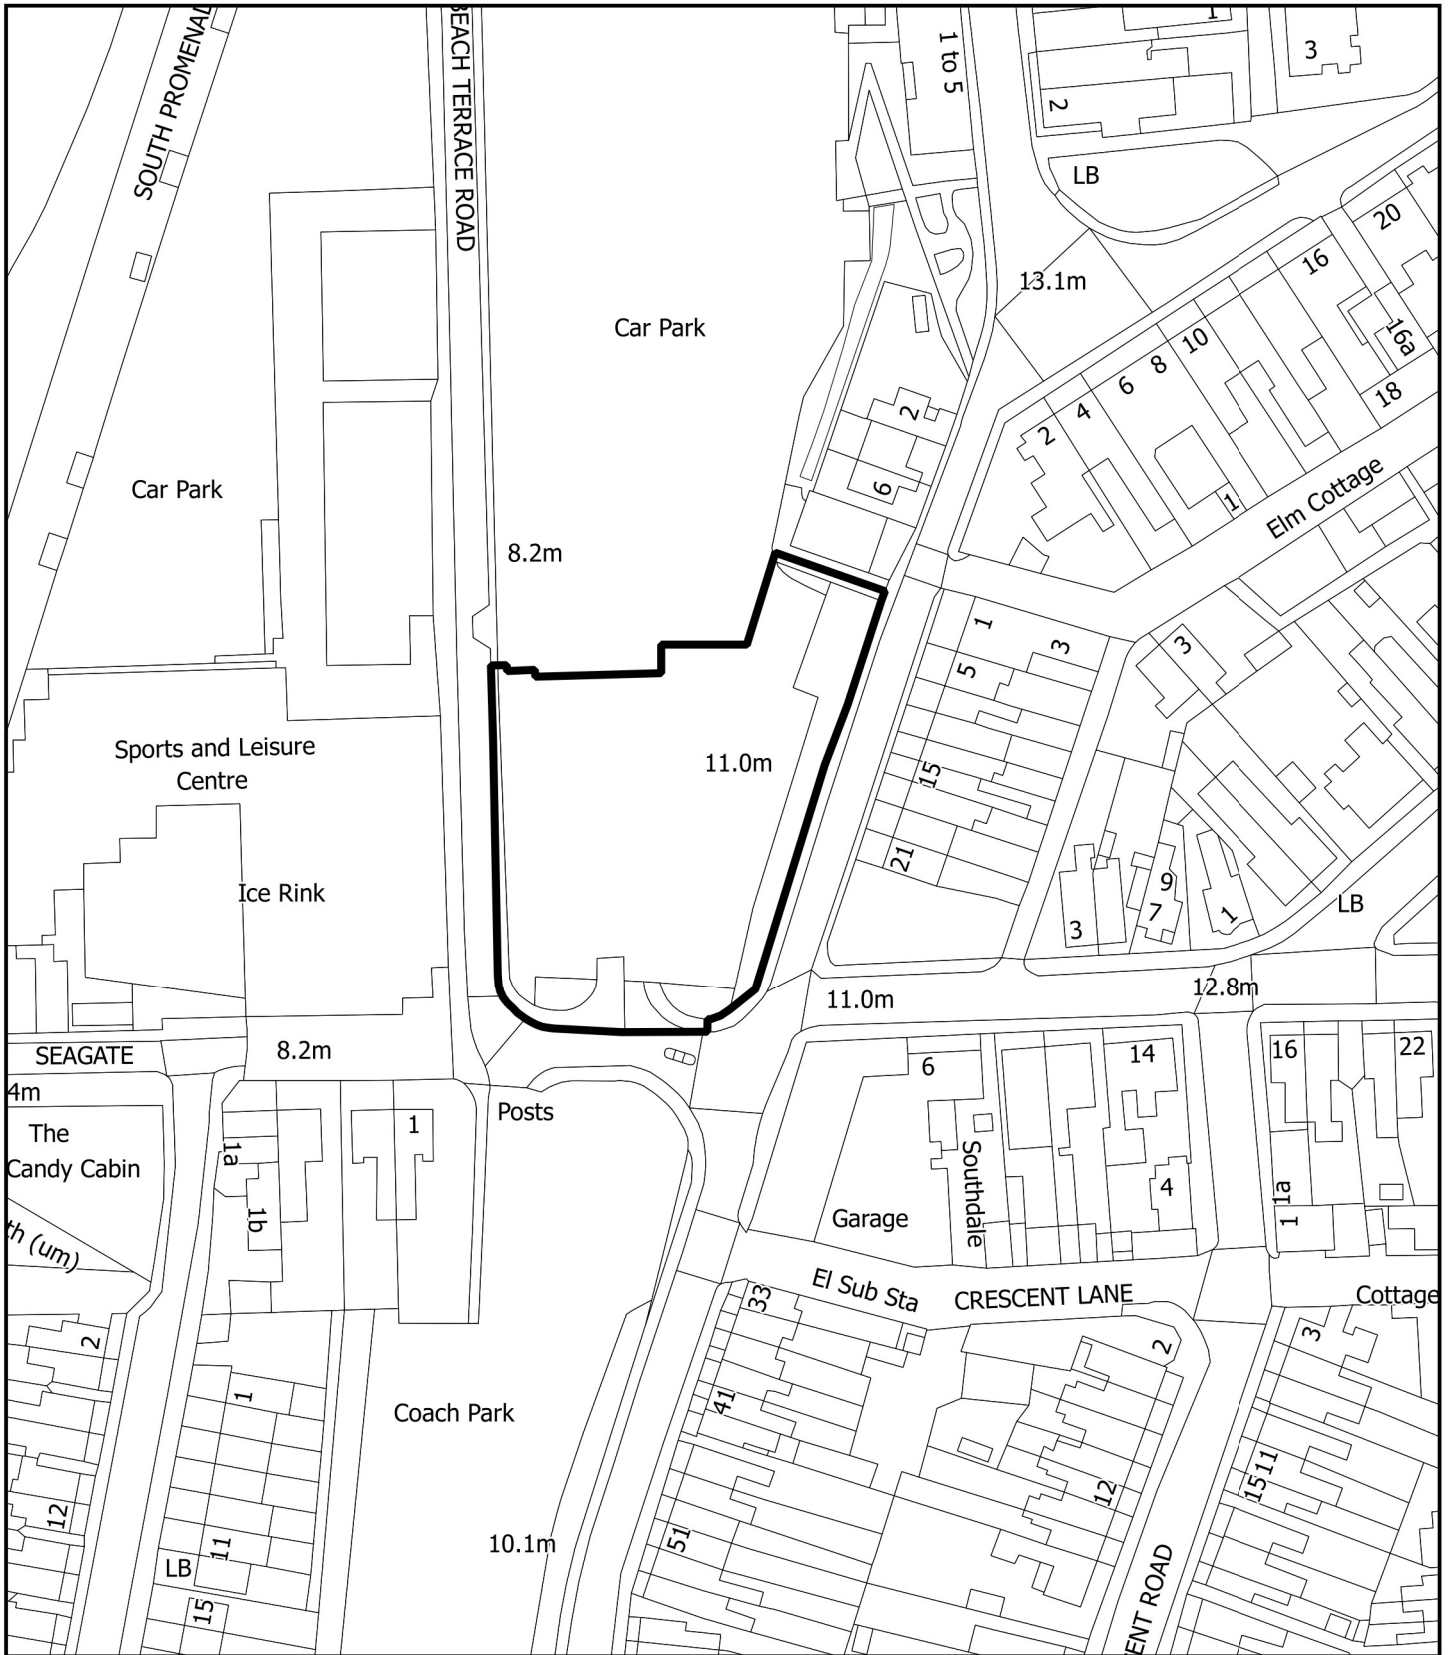 SOUTH PROMENAD
BEACH TERRACE ROAD
1 to 5
1
3
2
LB
20
16
13.1m
16a
Car Park
10
8
6
4
2
18
2
6
1
Elm Cottage
Car Park
8.2m
1
3
5
3
Sports and Leisure
Centre
11.0m
15
21
Ice Rink
9
7
3
1
LB
11.0m
12.8m
SEAGATE
8.2m
4m
6
14
16
22
The
Candy Cabin
Posts
1
1a
1b
Southdale
4
1a
1
Garage
th (um)
El Sub Sta
CRESCENT LANE
Cottage
33
2
2
3
1
41
Coach Park
12
11
15
12
11
51
10.1m
LB
15
ENT ROAD